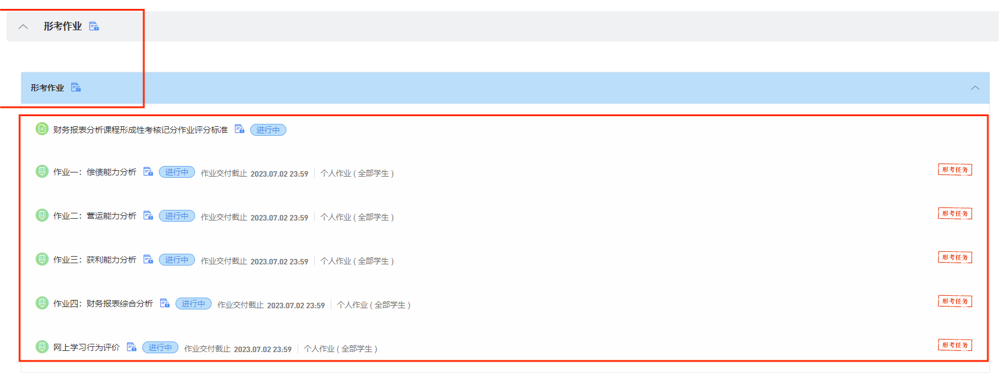 形考作业
形考作业
财务报表分析课程形成性考核记分作业评分标准 进行中
作业一：偿债能力分析 进行中 作业交付截止 2023.07.02 23:59 个人作业 ( 全部学生 ) 形考任务
作业二：营运能力分析 进行中 作业交付截止 2023.07.02 23:59 个人作业 ( 全部学生 ) 形考任务
作业三：获利能力分析 进行中 作业交付截止 2023.07.02 23:59 个人作业 ( 全部学生 ) 形考任务
作业四：财务报表综合分析 进行中 作业交付截止 2023.07.02 23:59 个人作业 ( 全部学生 ) 形考任务
网上学习行为评价 进行中 作业交付截止 2023.07.02 23:59 个人作业 ( 全部学生 ) 形考任务